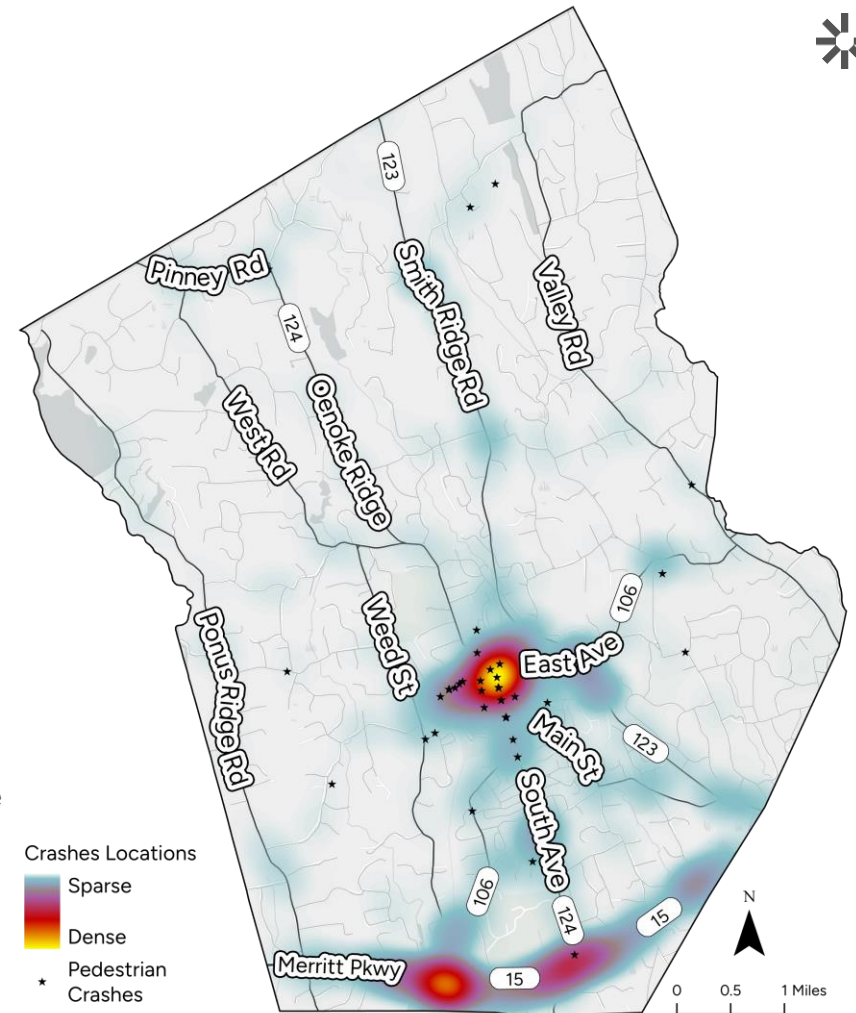 123
Pinney Rd
Smith Ridge Rd
Valley Rd
124
West Rd
Oenoke Ridge
106
Ponus Ridge Rd
Weed St
East Ave
Main St
123
South Ave
106
124
15
Merritt Pkwy
15
Crashes Locations
Sparse
Dense
Pedestrian
Crashes
N
0 0.5 1 Miles